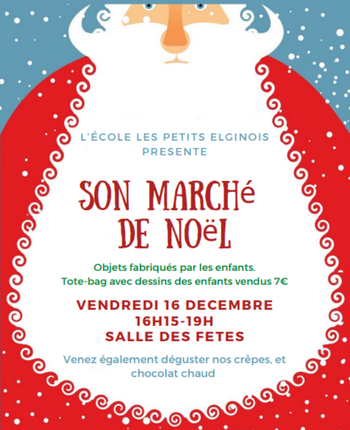 L'ÉCOLE LES PETITS ELGINOIS
PRESENTE
SON MARCHé
DE NOëL
Objets fabriqués par les enfants.
Tote-bag avec dessins des enfants vendus 7€
VENDREDI 16 DECEMBRE
16H15-19H
SALLE DES FETES
Venez également déguster nos crêpes, et
chocolat chaud